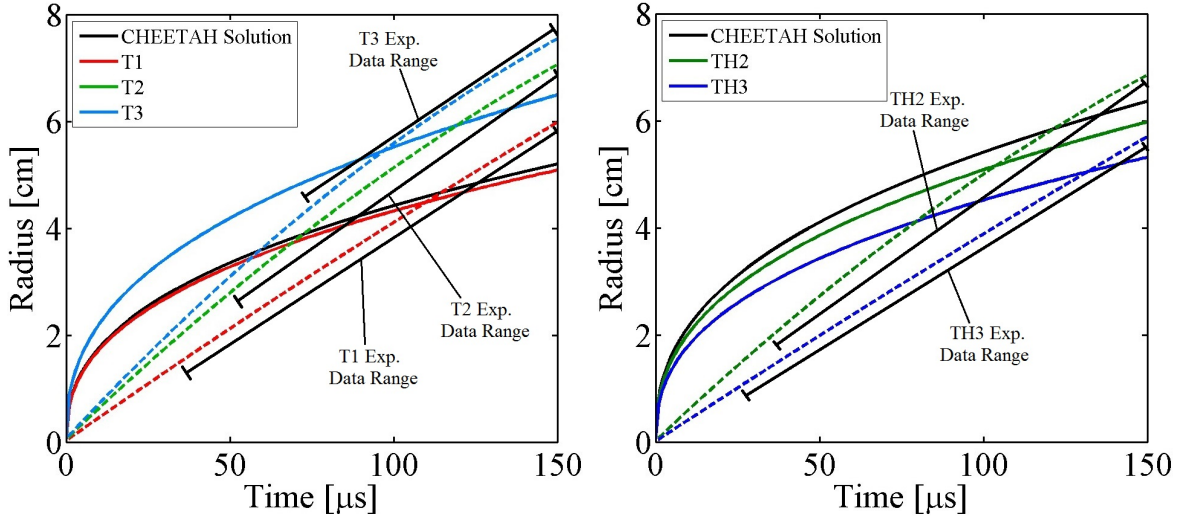 8
6
4
2
0
Radius [cm]
CHEETAH Solution
T1
T2
T3
T3 Exp.
Data Range
T2 Exp.
Data Range
T1 Exp.
Data Range
0
50
100
150
Time [μs]
8
6
4
2
0
Radius [cm]
CHEETAH Solution
TH2
TH3
TH2 Exp.
Data Range
TH3 Exp.
Data Range
0
50
100
150
Time [μs]